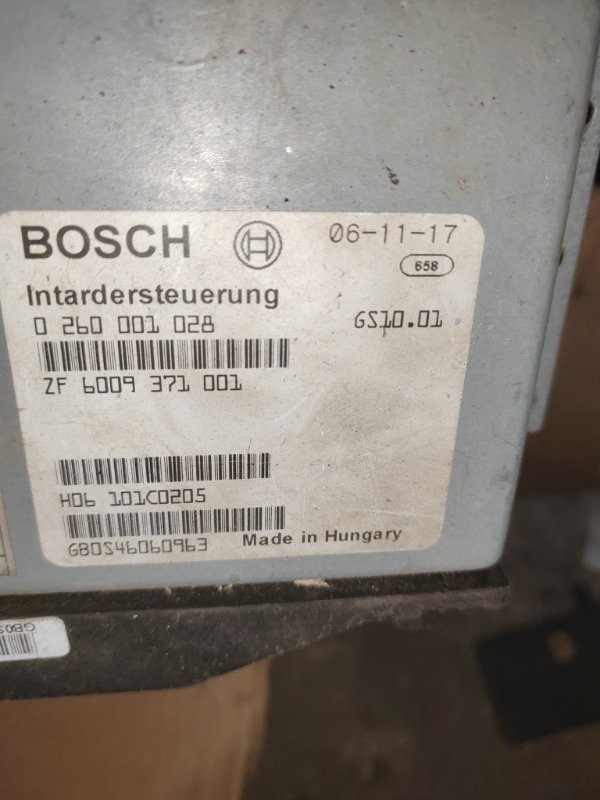 BOSCH 06-11-17
658
Intardersteuerung
0 260 001 028 GS10.01
ZF 6009 371 001
H06 101C0205
GB0S46060963 Made in Hungary
GB0S